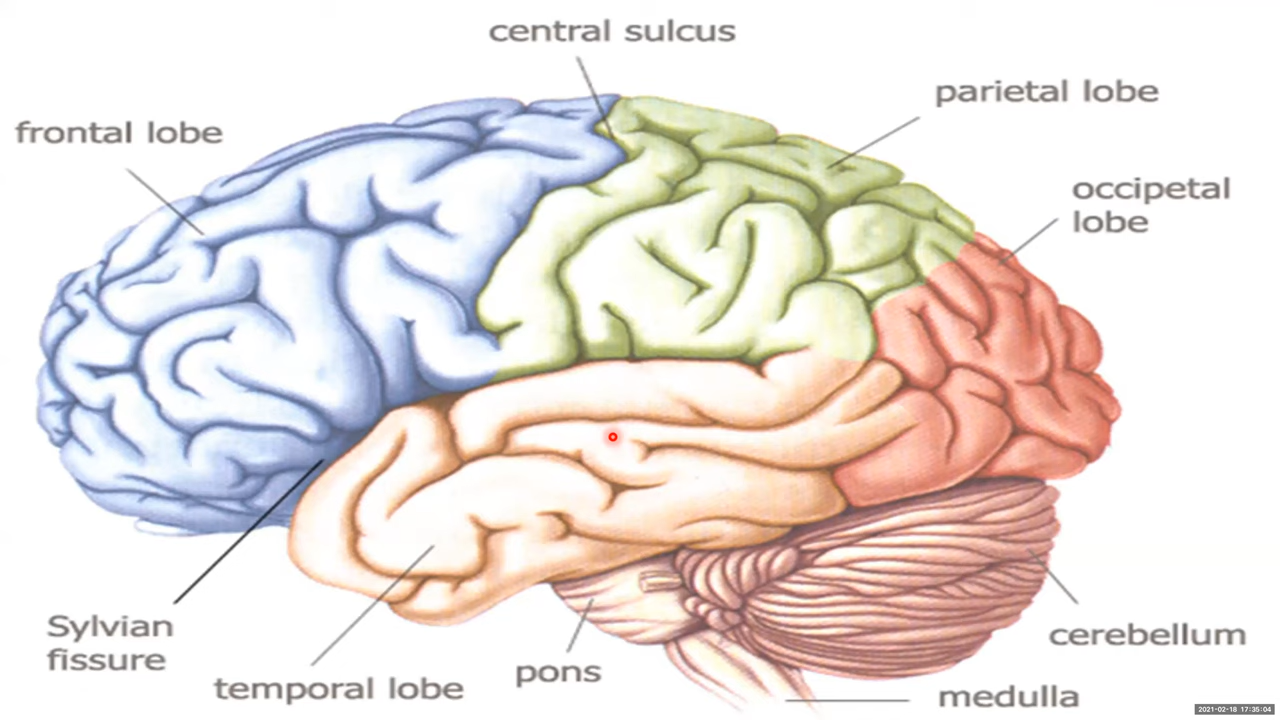 central sulcus
parietal lobe
frontal lobe
occipetal
lobe
Sylvian
fissure
temporal lobe
pons
cerebellum
medulla
2021-02-18 17:35:04